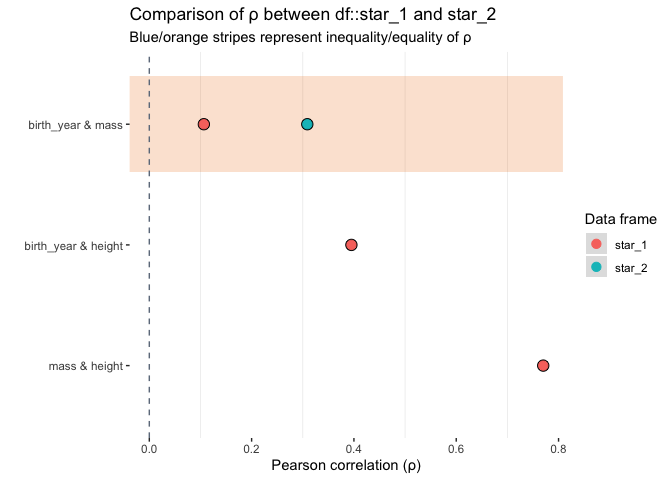 Comparison of ρ between df::star_1 and star_2
Blue/orange stripes represent inequality/equality of ρ
birth_year & mass
birth_year & height
mass & height
Data frame
star_1
star_2
0.0 0.2 0.4 0.6 0.8
Pearson correlation (ρ)